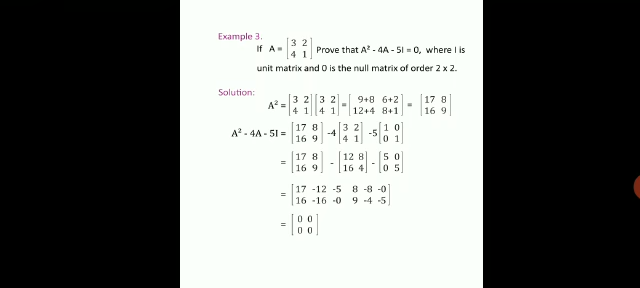 Example 3.
If A = [3 2
4 1] Prove that A² - 4A - 5I = 0, where I is
unit matrix and 0 is the null matrix of order 2 x 2.
Solution:
A² = [3 2
4 1] [3 2
4 1] = [9+8 6+2
12+4 8+1] = [17 8
16 9]
A² - 4A - 5I = [17 8
16 9] -4 [3 2
4 1] -5 [1 0
0 1]
= [17 8
16 9] - [12 8
16 4] - [5 0
0 5]
= [17 -12 -5 8 -8 -0
16 -16 -0 9 -4 -5]
= [0 0
0 0]